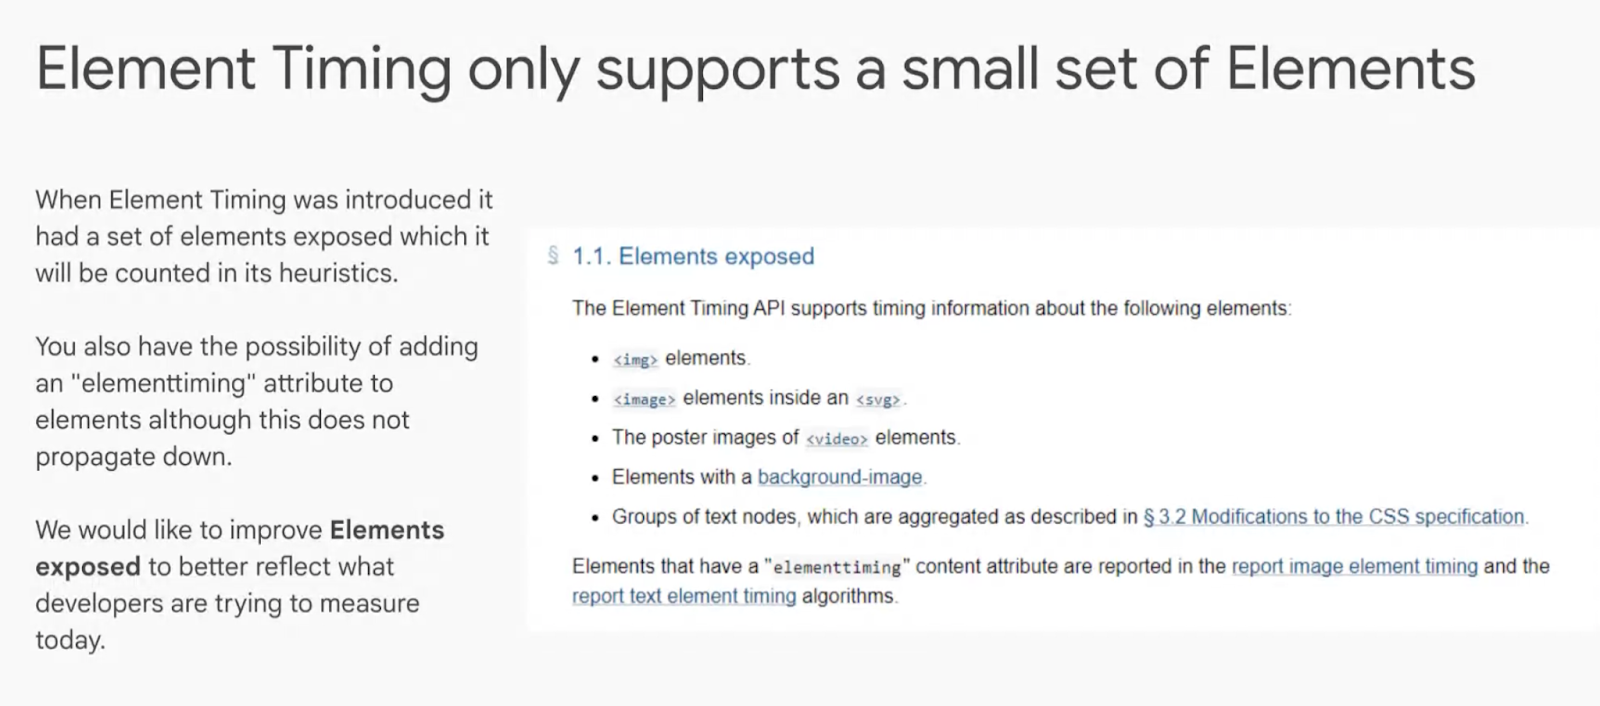 Element Timing only supports a small set of Elements
When Element Timing was introduced it
had a set of elements exposed which it
will be counted in its heuristics.
You also have the possibility of adding
an "elementtiming" attribute to
elements although this does not
propagate down.
We would like to improve Elements
exposed to better reflect what
developers are trying to measure
today.
§ 1.1. Elements exposed
The Element Timing API supports timing information about the following elements:
• <img> elements.
• <image> elements inside an <svg>.
• The poster images of <video> elements.
• Elements with a background-image.
• Groups of text nodes, which are aggregated as described in § 3.2 Modifications to the CSS specification.
Elements that have a "elementtiming" content attribute are reported in the report image element timing and the
report text element timing algorithms.